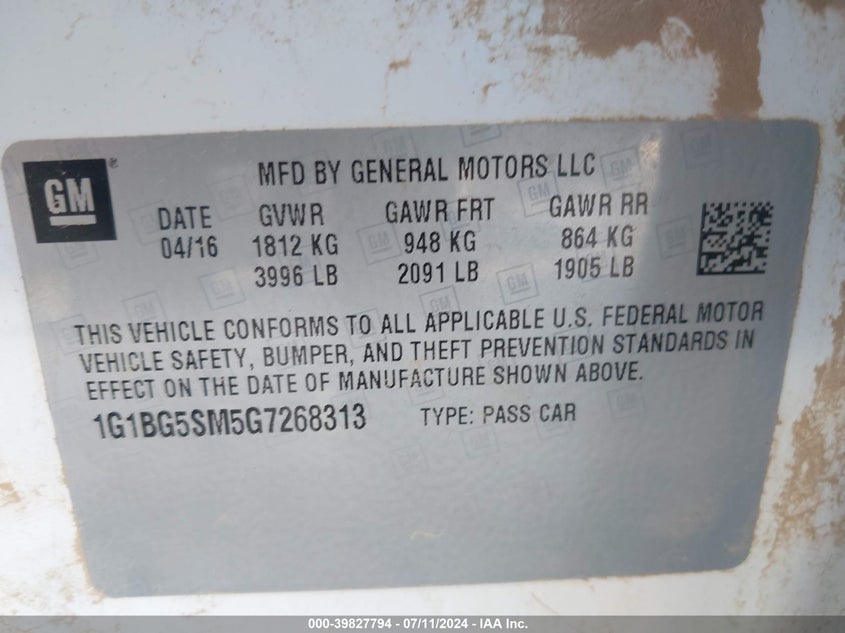 GM ®
MFD BY GENERAL MOTORS LLC
DATE GVWR GAWR FRT GAWR RR
04/16 1812 KG 948 KG 864 KG
3996 LB 2091 LB 1905 LB
THIS VEHICLE CONFORMS TO ALL APPLICABLE U.S. FEDERAL MOTOR
VEHICLE SAFETY, BUMPER, AND THEFT PREVENTION STANDARDS IN
EFFECT ON THE DATE OF MANUFACTURE SHOWN ABOVE.
1G1BG5SM5G7268313 TYPE: PASS CAR
000-39827794 - 07/11/2024 - IAA Inc.